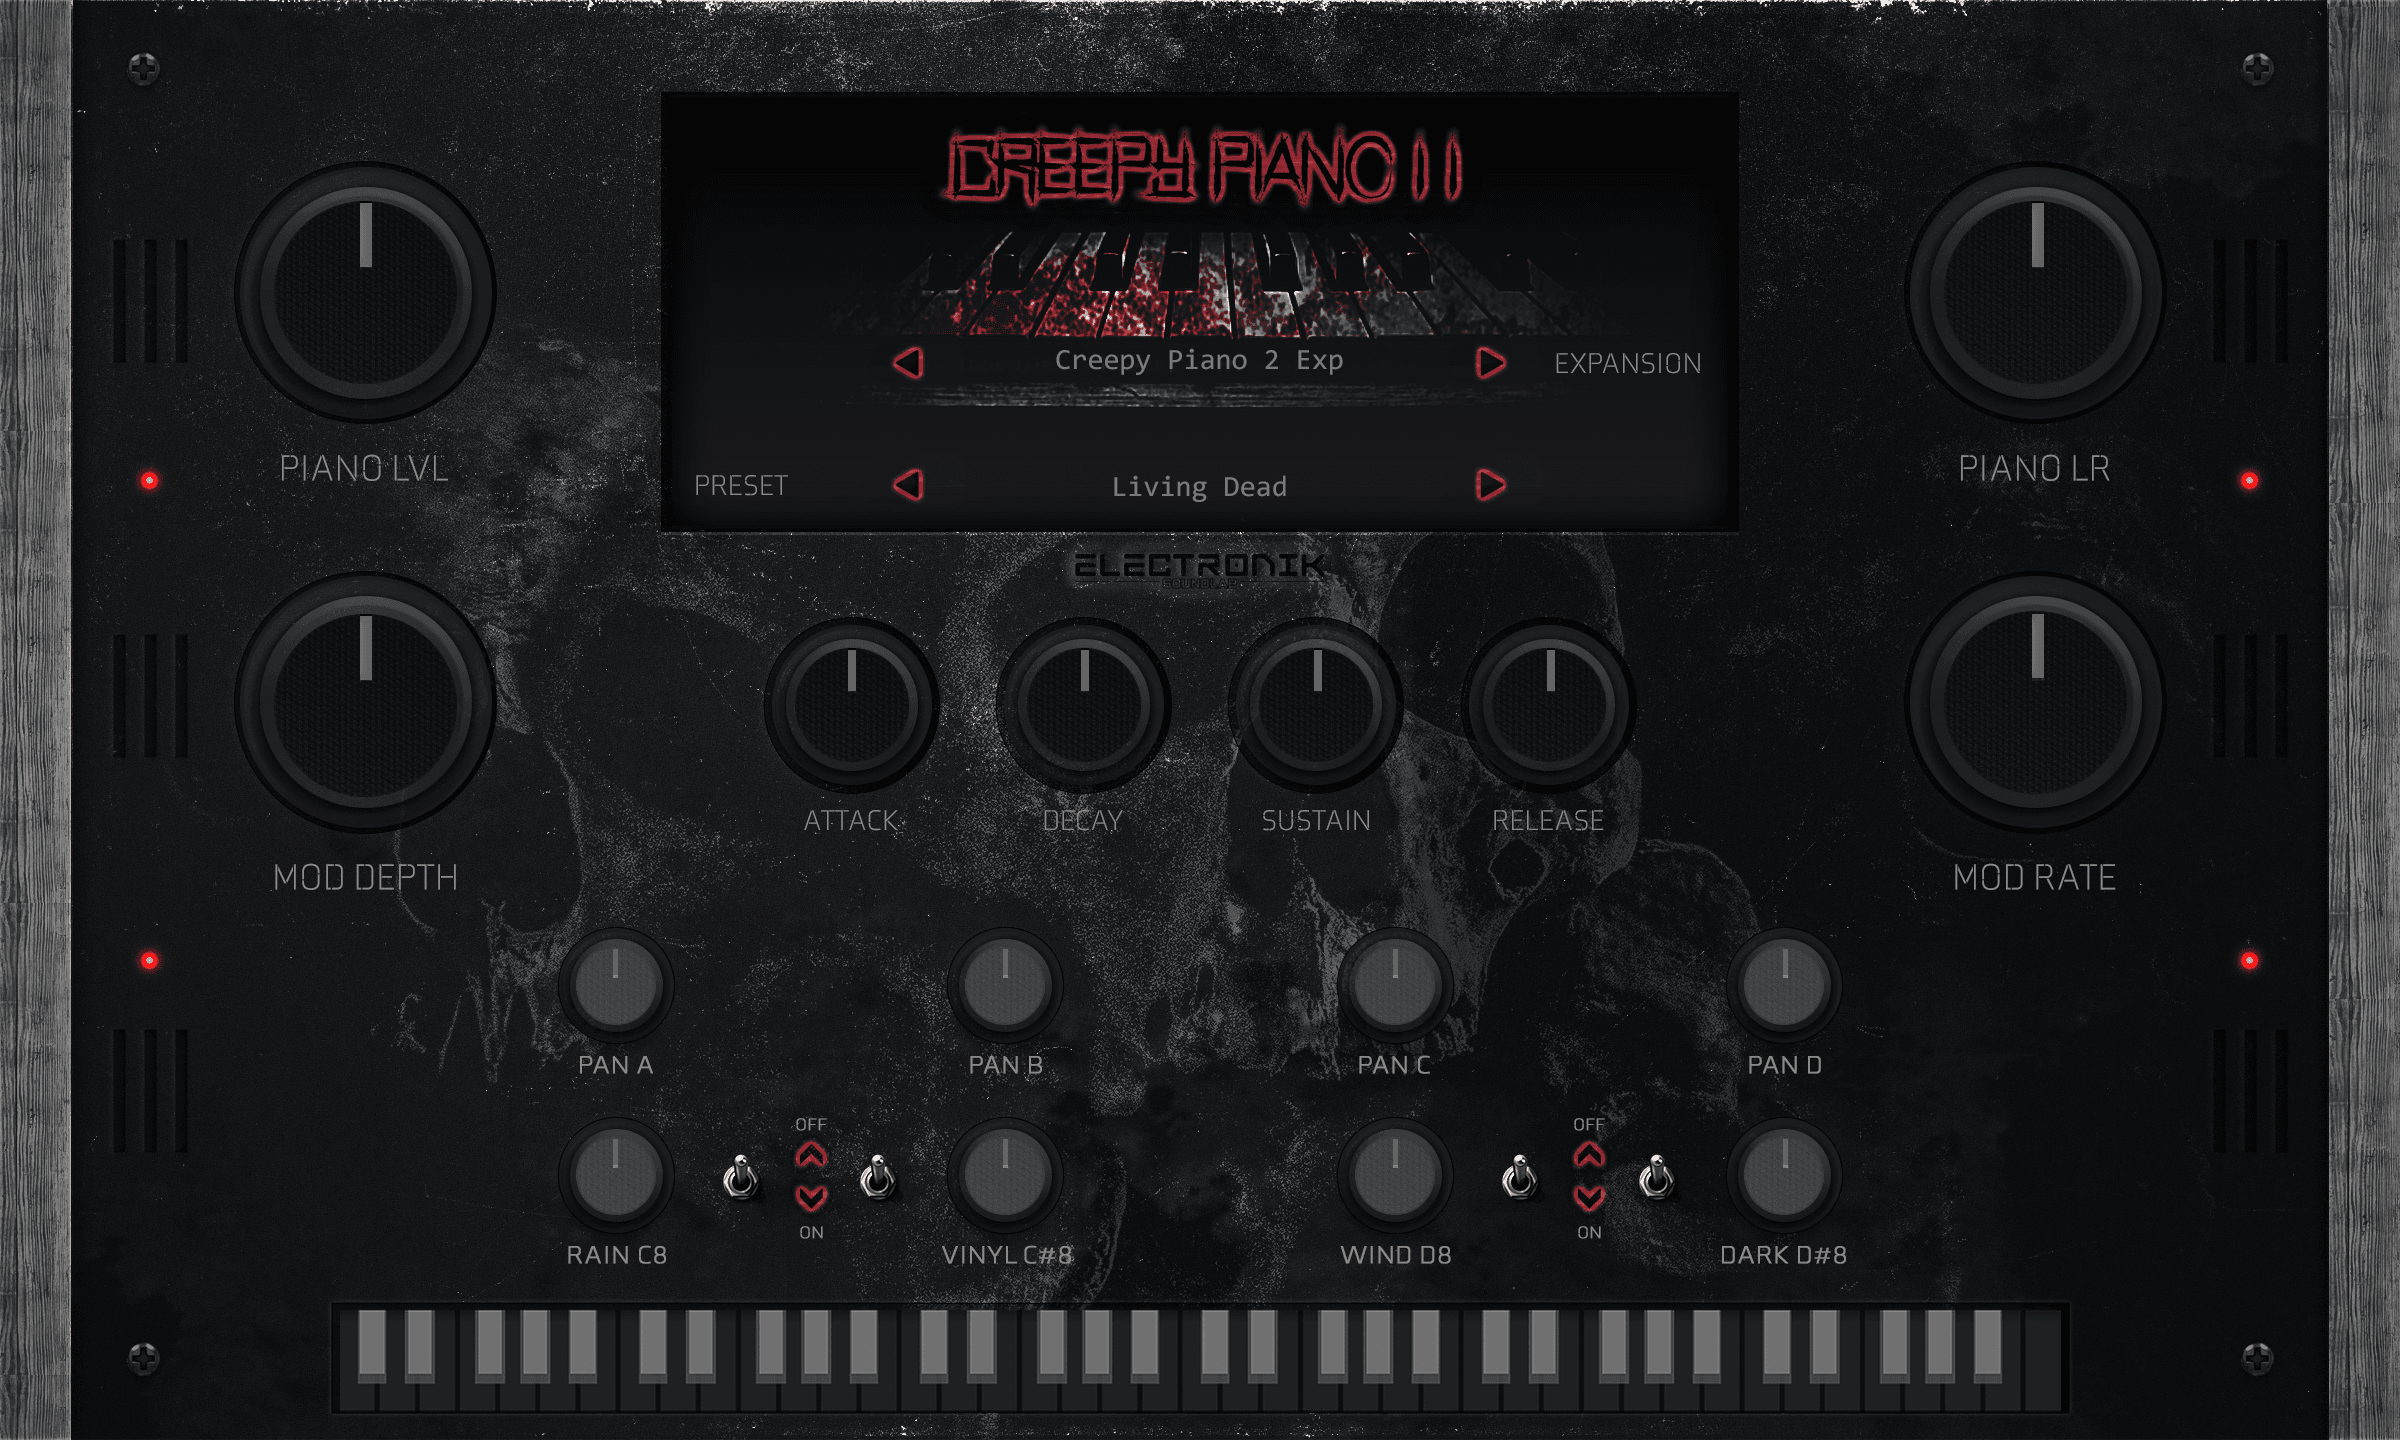 CREEPY PIANO II
Creepy Piano 2 Exp
EXPANSION
PRESET
Living Dead
ELECTRONIK
SOUNDLAB
PIANO LVL
PIANO LR
MOD DEPTH
ATTACK
DECAY
SUSTAIN
RELEASE
MOD RATE
PAN A
PAN B
PAN C
PAN D
OFF
OFF
ON
ON
RAIN C8
VINYL C#8
WIND D8
DARK D#8